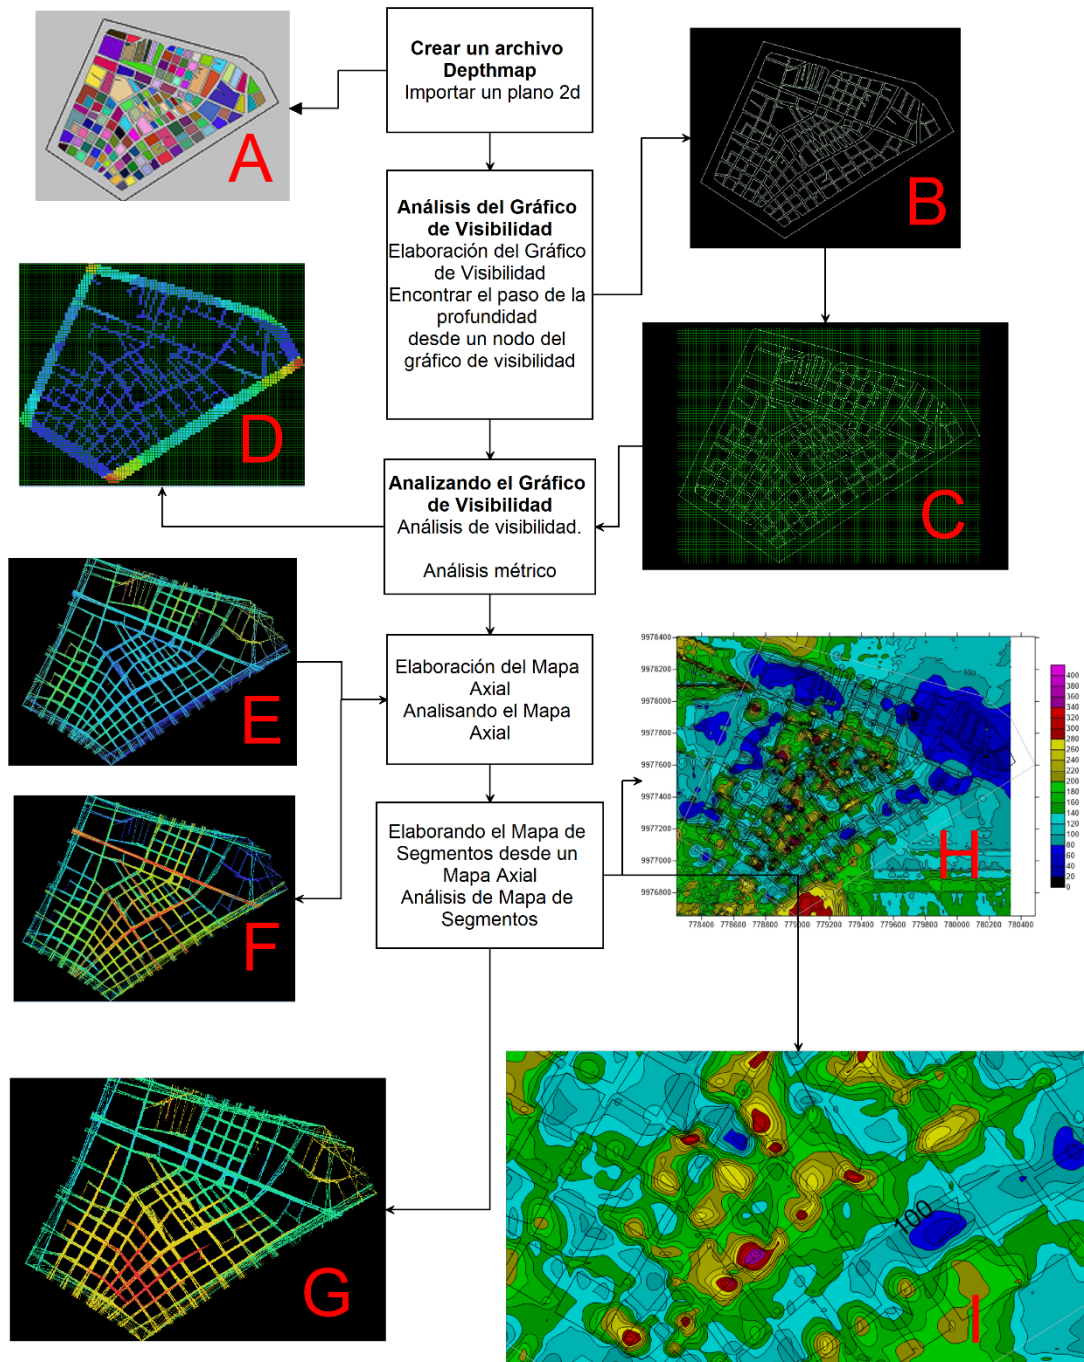 Crear un archivo
Depthmap
Importar un plano 2d
A
B
Análisis del Gráfico
de Visibilidad
Elaboración del Gráfico
de Visibilidad
Encontrar el paso de la
profundidad
desde un nodo del
gráfico de visibilidad
D
C
Analizando el Gráfico
de Visibilidad
Análisis de visibilidad.
Análisis métrico
E
Elaboración del Mapa
Axial
Analisando el Mapa
Axial
F
Elaborando el Mapa de
Segmentos desde un
Mapa Axial
Análisis de Mapa de
Segmentos
9978400
9978200
9978000
9977800
9977600
9977400
9977200
9977000
9976800
778400 778600 778800 779000 779200 779400 779600 779800 780000 780200 780400
100
H
400
380
360
340
320
300
280
260
240
220
200
180
160
140
120
100
80
60
40
20
0
G
100
I